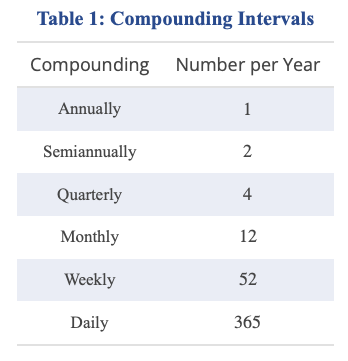 Table 1: Compounding Intervals
Compounding Number per Year
Annually 1
Semiannually 2
Quarterly 4
Monthly 12
Weekly 52
Daily 365